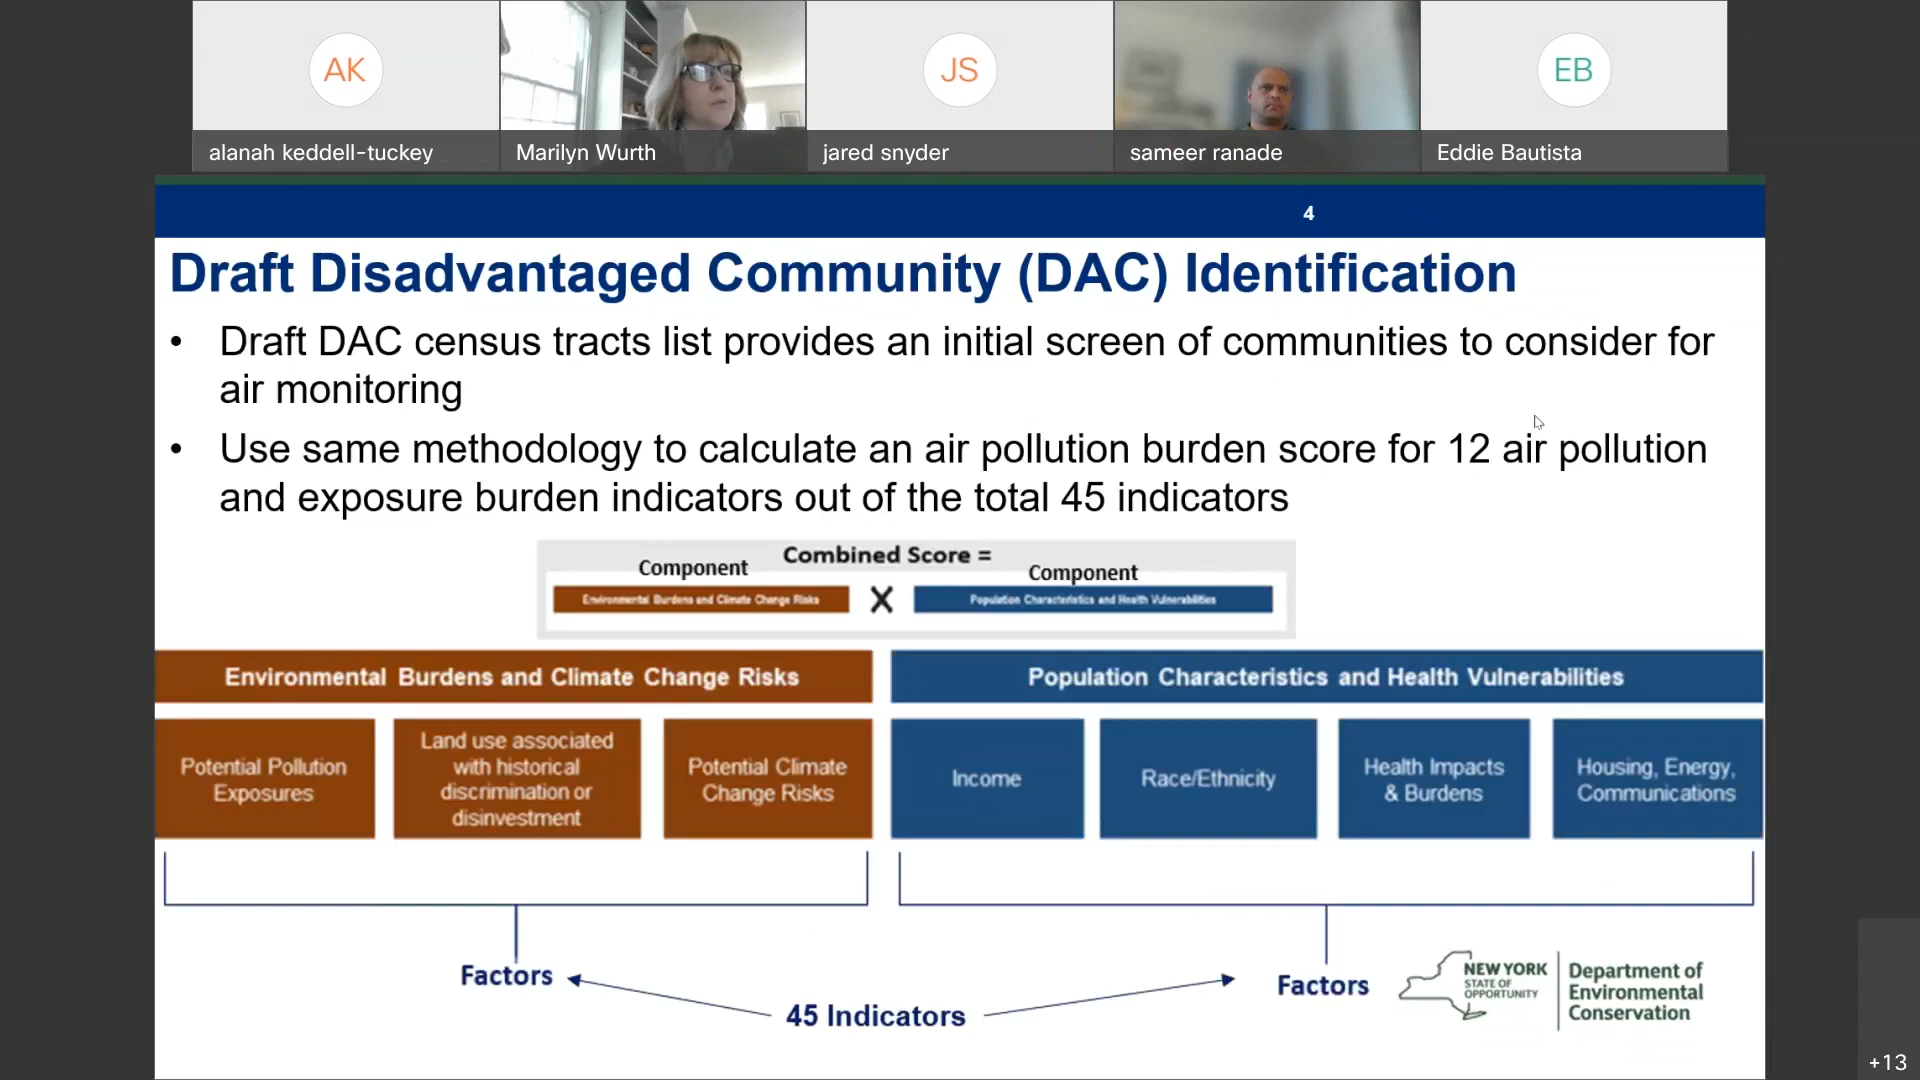 AK
JS
EB
alanah keddell-tuckey
Marilyn Wurth
jared snyder
sameer ranade
Eddie Bautista
4
Draft Disadvantaged Community (DAC) Identification
• Draft DAC census tracts list provides an initial screen of communities to consider for
air monitoring
• Use same methodology to calculate an air pollution burden score for 12 air pollution
and exposure burden indicators out of the total 45 indicators
Combined Score =
Component
Component
Environmental Burdens and Climate Change Risks
X
Population Characteristics and Health Vulnerabilities
Environmental Burdens and Climate Change Risks
Population Characteristics and Health Vulnerabilities
Potential Pollution
Exposures
Land use associated
with historical
discrimination or
disinvestment
Potential Climate
Change Risks
Income
Race/Ethnicity
Health Impacts
& Burdens
Housing, Energy,
Communications
Factors
Factors
45 Indicators
NEW YORK
STATE OF
OPPORTUNITY
Department of
Environmental
Conservation
+13